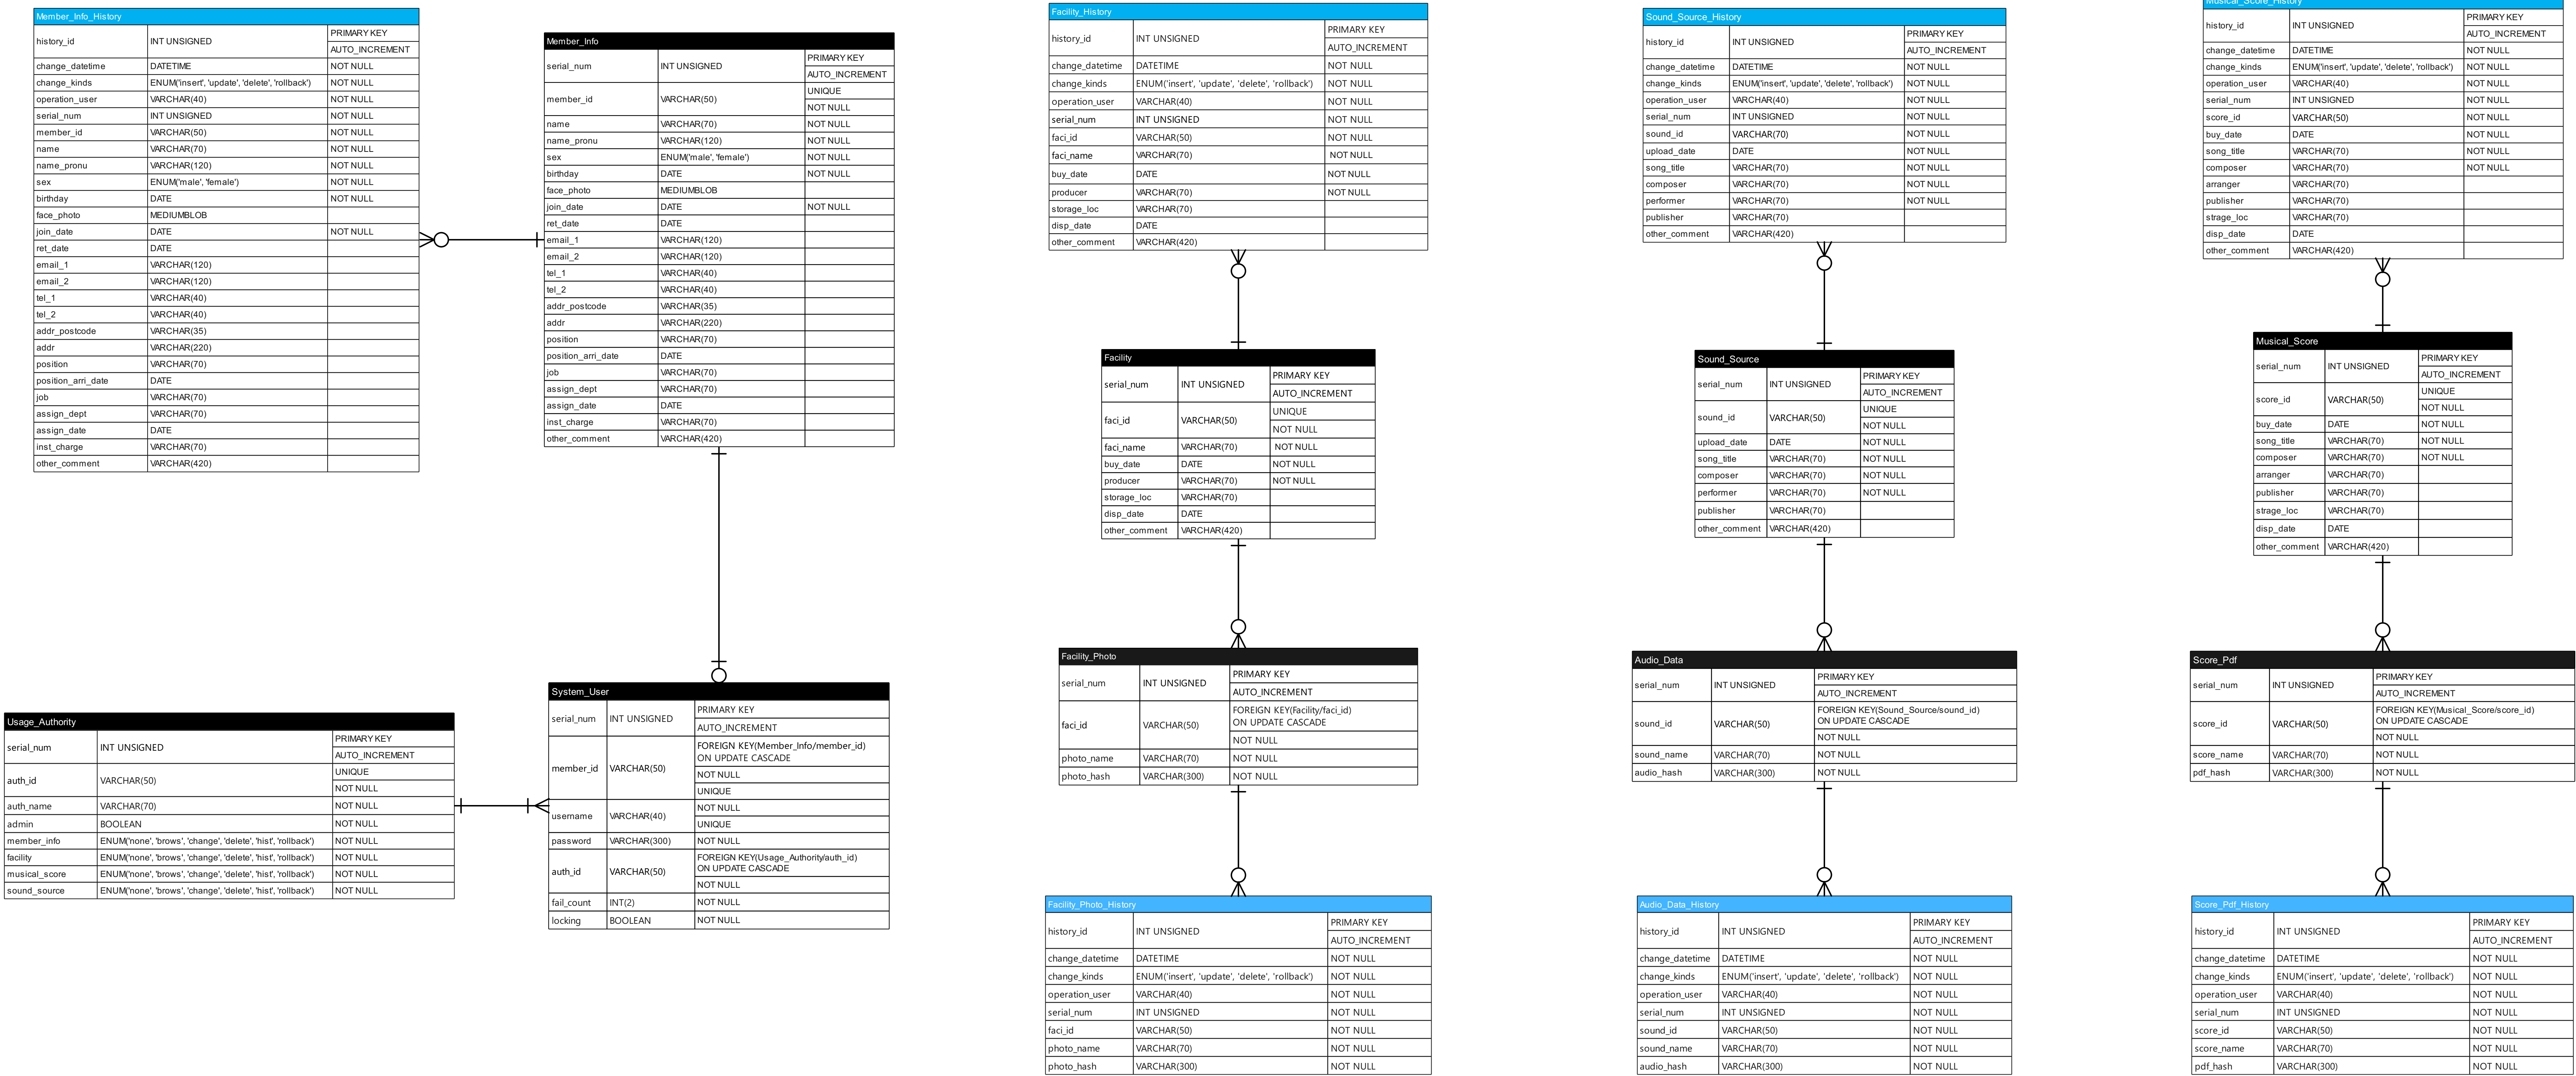 Member_Info_History
history_id INT UNSIGNED PRIMARY KEY
AUTO_INCREMENT
change_datetime DATETIME NOT NULL
change_kinds ENUM('insert', 'update', 'delete', 'rollback') NOT NULL
operation_user VARCHAR(40) NOT NULL
serial_num INT UNSIGNED NOT NULL
member_id VARCHAR(50) NOT NULL
name VARCHAR(70) NOT NULL
name_pronu VARCHAR(120) NOT NULL
sex ENUM('male', 'female') NOT NULL
birthday DATE NOT NULL
face_photo MEDIUMBLOB
join_date DATE NOT NULL
ret_date DATE
email_1 VARCHAR(120)
email_2 VARCHAR(120)
tel_1 VARCHAR(40)
tel_2 VARCHAR(40)
addr_postcode VARCHAR(35)
addr VARCHAR(220)
position VARCHAR(70)
position_arri_date DATE
job VARCHAR(70)
assign_dept VARCHAR(70)
assign_date DATE
inst_charge VARCHAR(70)
other_comment VARCHAR(420)
Member_Info
serial_num INT UNSIGNED PRIMARY KEY
AUTO_INCREMENT
member_id VARCHAR(50) UNIQUE
NOT NULL
name VARCHAR(70) NOT NULL
name_pronu VARCHAR(120) NOT NULL
sex ENUM('male', 'female') NOT NULL
birthday DATE NOT NULL
face_photo MEDIUMBLOB
join_date DATE NOT NULL
ret_date DATE
email_1 VARCHAR(120)
email_2 VARCHAR(120)
tel_1 VARCHAR(40)
tel_2 VARCHAR(40)
addr_postcode VARCHAR(35)
addr VARCHAR(220)
position VARCHAR(70)
position_arri_date DATE
job VARCHAR(70)
assign_dept VARCHAR(70)
assign_date DATE
inst_charge VARCHAR(70)
other_comment VARCHAR(420)
Usage_Authority
serial_num INT UNSIGNED PRIMARY KEY
AUTO_INCREMENT
auth_id VARCHAR(50) UNIQUE
NOT NULL
auth_name VARCHAR(70) NOT NULL
admin BOOLEAN NOT NULL
member_info ENUM('none', 'brows', 'change', 'delete', 'hist', 'rollback') NOT NULL
facility ENUM('none', 'brows', 'change', 'delete', 'hist', 'rollback') NOT NULL
musical_score ENUM('none', 'brows', 'change', 'delete', 'hist', 'rollback') NOT NULL
sound_source ENUM('none', 'brows', 'change', 'delete', 'hist', 'rollback') NOT NULL
System_User
serial_num INT UNSIGNED PRIMARY KEY
AUTO_INCREMENT
member_id VARCHAR(50) FOREIGN KEY(Member_Info/member_id)
ON UPDATE CASCADE
NOT NULL
UNIQUE
username VARCHAR(40) NOT NULL
UNIQUE
password VARCHAR(300) NOT NULL
auth_id VARCHAR(50) FOREIGN KEY(Usage_Authority/auth_id)
ON UPDATE CASCADE
NOT NULL
fail_count INT(2) NOT NULL
locking BOOLEAN NOT NULL
Facility_History
history_id INT UNSIGNED PRIMARY KEY
AUTO_INCREMENT
change_datetime DATETIME NOT NULL
change_kinds ENUM('insert', 'update', 'delete', 'rollback') NOT NULL
operation_user VARCHAR(40) NOT NULL
serial_num INT UNSIGNED NOT NULL
faci_id VARCHAR(50) NOT NULL
faci_name VARCHAR(70) NOT NULL
buy_date DATE NOT NULL
producer VARCHAR(70) NOT NULL
storage_loc VARCHAR(70)
disp_date DATE
other_comment VARCHAR(420)
Facility
serial_num INT UNSIGNED PRIMARY KEY
AUTO_INCREMENT
faci_id VARCHAR(50) UNIQUE
NOT NULL
faci_name VARCHAR(70) NOT NULL
buy_date DATE NOT NULL
producer VARCHAR(70) NOT NULL
storage_loc VARCHAR(70)
disp_date DATE
other_comment VARCHAR(420)
Facility_Photo
serial_num INT UNSIGNED PRIMARY KEY
AUTO_INCREMENT
faci_id VARCHAR(50) FOREIGN KEY(Facility/faci_id)
ON UPDATE CASCADE
NOT NULL
photo_name VARCHAR(70) NOT NULL
photo_hash VARCHAR(300) NOT NULL
Facility_Photo_History
history_id INT UNSIGNED PRIMARY KEY
AUTO_INCREMENT
change_datetime DATETIME NOT NULL
change_kinds ENUM('insert', 'update', 'delete', 'rollback') NOT NULL
operation_user VARCHAR(40) NOT NULL
serial_num INT UNSIGNED NOT NULL
faci_id VARCHAR(50) NOT NULL
photo_name VARCHAR(70) NOT NULL
photo_hash VARCHAR(300) NOT NULL
Sound_Source_History
history_id INT UNSIGNED PRIMARY KEY
AUTO_INCREMENT
change_datetime DATETIME NOT NULL
change_kinds ENUM('insert', 'update', 'delete', 'rollback') NOT NULL
operation_user VARCHAR(40) NOT NULL
serial_num INT UNSIGNED NOT NULL
sound_id VARCHAR(70) NOT NULL
upload_date DATE NOT NULL
song_title VARCHAR(70) NOT NULL
composer VARCHAR(70) NOT NULL
performer VARCHAR(70) NOT NULL
publisher VARCHAR(70)
other_comment VARCHAR(420)
Sound_Source
serial_num INT UNSIGNED PRIMARY KEY
AUTO_INCREMENT
sound_id VARCHAR(50) UNIQUE
NOT NULL
upload_date DATE NOT NULL
song_title VARCHAR(70) NOT NULL
composer VARCHAR(70) NOT NULL
performer VARCHAR(70) NOT NULL
publisher VARCHAR(70)
other_comment VARCHAR(420)
Audio_Data
serial_num INT UNSIGNED PRIMARY KEY
AUTO_INCREMENT
sound_id VARCHAR(50) FOREIGN KEY(Sound_Source/sound_id)
ON UPDATE CASCADE
NOT NULL
sound_name VARCHAR(70) NOT NULL
audio_hash VARCHAR(300) NOT NULL
Audio_Data_History
history_id INT UNSIGNED PRIMARY KEY
AUTO_INCREMENT
change_datetime DATETIME NOT NULL
change_kinds ENUM('insert', 'update', 'delete', 'rollback') NOT NULL
operation_user VARCHAR(40) NOT NULL
serial_num INT UNSIGNED NOT NULL
sound_id VARCHAR(50) NOT NULL
sound_name VARCHAR(70) NOT NULL
audio_hash VARCHAR(300) NOT NULL
Musical_Score_History
history_id INT UNSIGNED PRIMARY KEY
AUTO_INCREMENT
change_datetime DATETIME NOT NULL
change_kinds ENUM('insert', 'update', 'delete', 'rollback') NOT NULL
operation_user VARCHAR(40) NOT NULL
serial_num INT UNSIGNED NOT NULL
score_id VARCHAR(50) NOT NULL
buy_date DATE NOT NULL
song_title VARCHAR(70) NOT NULL
composer VARCHAR(70) NOT NULL
arranger VARCHAR(70)
publisher VARCHAR(70)
strage_loc VARCHAR(70)
disp_date DATE
other_comment VARCHAR(420)
Musical_Score
serial_num INT UNSIGNED PRIMARY KEY
AUTO_INCREMENT
score_id VARCHAR(50) UNIQUE
NOT NULL
buy_date DATE NOT NULL
song_title VARCHAR(70) NOT NULL
composer VARCHAR(70) NOT NULL
arranger VARCHAR(70)
publisher VARCHAR(70)
strage_loc VARCHAR(70)
disp_date DATE
other_comment VARCHAR(420)
Score_Pdf
serial_num INT UNSIGNED PRIMARY KEY
AUTO_INCREMENT
score_id VARCHAR(50) FOREIGN KEY(Musical_Score/score_id)
ON UPDATE CASCADE
NOT NULL
score_name VARCHAR(70) NOT NULL
pdf_hash VARCHAR(300) NOT NULL
Score_Pdf_History
history_id INT UNSIGNED PRIMARY KEY
AUTO_INCREMENT
change_datetime DATETIME NOT NULL
change_kinds ENUM('insert', 'update', 'delete', 'rollback') NOT NULL
operation_user VARCHAR(40) NOT NULL
serial_num INT UNSIGNED NOT NULL
score_id VARCHAR(50) NOT NULL
score_name VARCHAR(70) NOT NULL
pdf_hash VARCHAR(300) NOT NULL